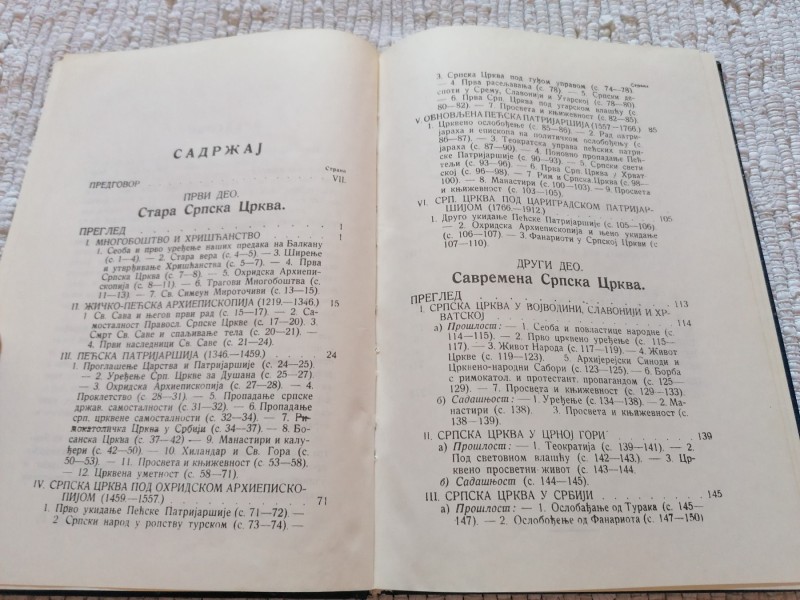 САДРЖАЈ
Страна
ПРЕДГОВОР VII.
ПРВИ ДЕО.
Стара Српска Црква.
ПРЕГЛЕД 1
I МНОГОБОШТВО И ХРИШЋАНСТВО 1
1. Сеоба и прво уређење наших предака на Балкану
(с. 1—4). — 2. Стара вера (с. 4—5). — 3. Ширење
и утврђивање Хришћанства (с. 5—7). — 4. Прва
Српска Црква (с. 7—8). — 5. Охридска Архиепи-
скопија (с. 8—11). — 6. Трагови Многобоштва (с.
11—13). — 7. Св. Симеун Мироточиви (с. 13—15).
II. ЖИЧКО-ПЕЋСКА АРХИЕПИСКОПИЈА (1219.—1346.) 15
1 Св. Сава и његов први рад (с. 15—17). — 2. Са-
мосталност Правосл. Српске Цркве (с. 17—20). — 3.
Смрт Св. Саве и спаљивање тела (с. 20—21). —
4. Први наследници Св. Саве (с. 21—24).
III. ПЕЋСКА ПАТРИЈАРШИЈА (1346.—1459.) 24
1. Проглашење Царства и Патријаршије (с. 24—25).
— 2. Уређење Срп. Цркве за Душана (с. 25—27).
— 3. Охридска Архиепископија (с. 27—28). — 4.
Проклетство (с. 28—31). — 5. Пропадање српске
држав. самосталности (с. 31—32). — 6. Пропадање
срп. црквене самосталности (с. 32—34). — 7. Ри-
мокатоличка Црква у Србији (с. 34—37). — 8. Бо-
санска Црква (с. 37—42). — 9. Манастири и калу-
ђери (с. 42—50). — 10. Хиландар и Св. Гора (с.
50—53). — 11. Просвета и књижевност (с. 53—58).
— 12. Црквена уметност (с. 58—71).
IV. СРПСКА ЦРКВА ПОД ОХРИДСКОМ АРХИЕПИСКО-
ПИЈОМ (1459.—1557.) 71
1. Прво укидање Пећске Патријаршије (с. 71—72). —
2 Српски народ у ропству турском (с. 73—74). —
Страна
3. Српска Црква под туђом управом (с. 74—78).
— 4. Прва расељавања (с. 78). — 5. Српски де-
споти у Срему, Славонији и Угарској (с. 78—80).
— 6. Прва Срп. Црква под угарском влашћу (с.
80—82). — 7. Просвета и књижевност (с. 82—85).
V. ОБНОВЉЕНА ПЕЋСКА ПАТРИЈАРШИЈА (1557—1766.) 85
1. Црквено ослобођење (с. 85—86). — 2. Рад патри-
јараха и епископа на политичком ослобођењу (с.
86—87). — 3. Теократска управа пећских патри-
јараха (с. 87—90). — 4. Поновно пропадање Пећ-
ске Патријаршије (с. 90—93). — 5. Српски свети
тељи (с. 93—96). — 6. Прва Срп Црква у Хрват-
ској (с. 96—98). — 7 Рим и Српска Црква (с. 98—
100). — 8. Манастири (с. 100—103). — 9. Просвета
и књижевност (с. 103—105).
VI. СРП. ЦРКВА ПОД ЦАРИГРАДСКОМ ПАТРИЈАР-
ШИЈОМ (1766.—1912.) 105
1. Друго укидање Пећске Патријаршије (с. 105—106)
— 2. Охридска Архиепископија и њено укидање
(с. 106—107). — 3. Фанариоти у Српској Цркви (с.
107—110).
ДРУГИ ДЕО.
Савремена Српска Црква.
ПРЕГЛЕД 113
I. СРПСКА ЦРКВА У ВОЈВОДИНИ, СЛАВОНИЈИ И ХР-
ВАТСКОЈ 114
а) Прошлост: — 1. Сеоба и повластице народне (с.
114—115). — 2. Прво црквено уређење (с. 115—
117). — 3. Живот Народа (с. 117—119). — 4. Живот
Цркве (с. 119—123). — 5. Архијерејски Синоди и
Црквено-народни Сабори (с. 123—125). — 6. Борба
с римокатол. и протестант. пропагандом (с. 125—
129). — 7. Просвета и књижевност (с. 129—133).
б) Садашност: — 1. Уређење (с. 134—138). — 2. Ма-
настири (с. 138). — 3. Просвета и књижевност (с.
138—139).
II. СРПСКА ЦРКВА У ЦРНОЈ ГОРИ 139
а) Прошлост: — 1. Теократија (с. 139—141). — 2.
Под световном влашћу (с. 142—143.). — 3. Цр-
квено просветни живот (с. 143—144.
б) Садашност (с. 144—145).
III. СРПСКА ЦРКВА У СРБИЈИ 145
а) Прошлост: — 1. Ослобађање од Турака (с. 145—
147). — 2. Ослобођење од Фанариота (с. 147—150)